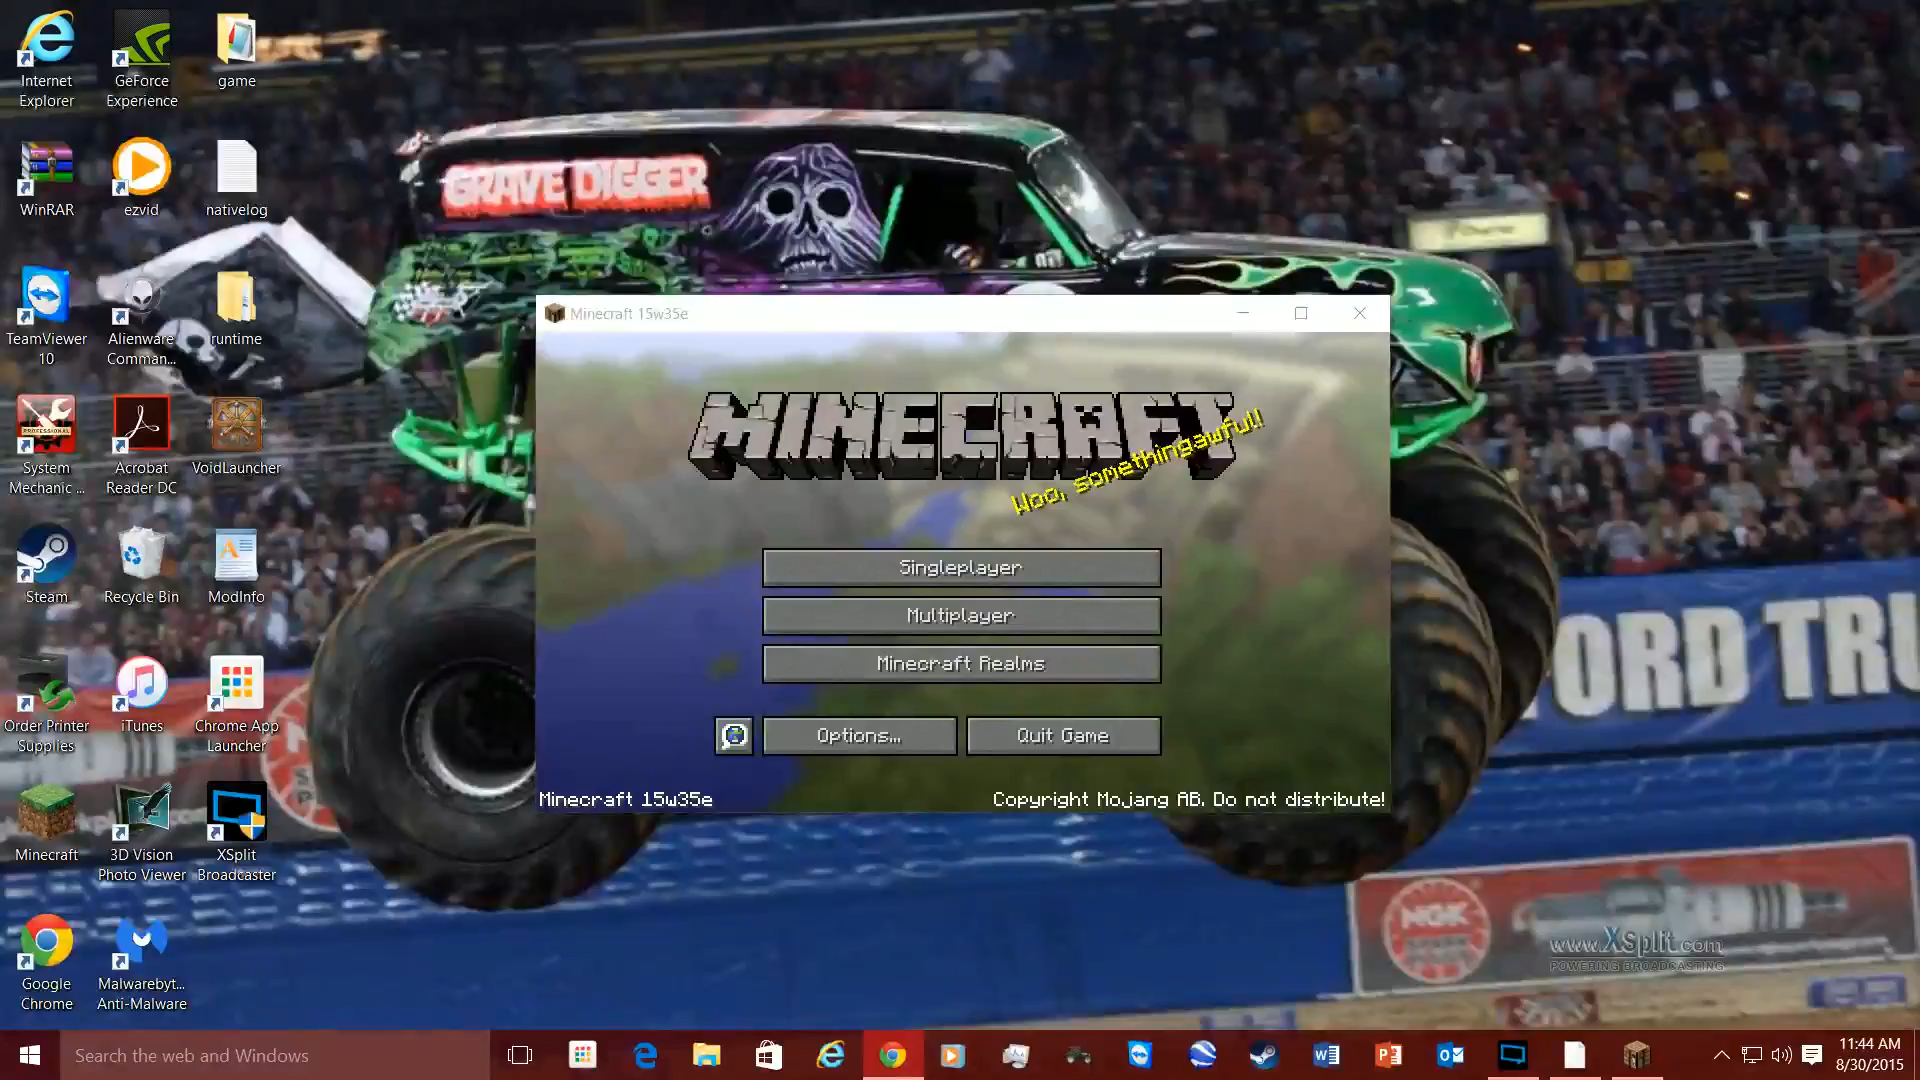 Internet
Explorer
GeForce
Experience
game
WinRAR
ezvid
nativelog
TeamViewer
10
Alienware
Comman...
runtime
PROFESSIONAL
System
Mechanic ...
Acrobat
Reader DC
VoidLauncher
Steam
Recycle Bin
ModInfo
Order Printer
Supplies
iTunes
Chrome App
Launcher
Minecraft
3D Vision
Photo Viewer
XSplit
Broadcaster
Google
Chrome
Malwarebyt...
Anti-Malware
GRAVE DIGGER
Minecraft 15w35e
MINECRAFT
Woo, somethingawful!
Singleplayer
Multiplayer
Minecraft Realms
Options...
Quit Game
Minecraft 15w35e
Copyright Mojang AB. Do not distribute!
FORD TRU
NGK
www.XSplit.com
POWERING BROADCASTING
Search the web and Windows
11:44 AM
8/30/2015